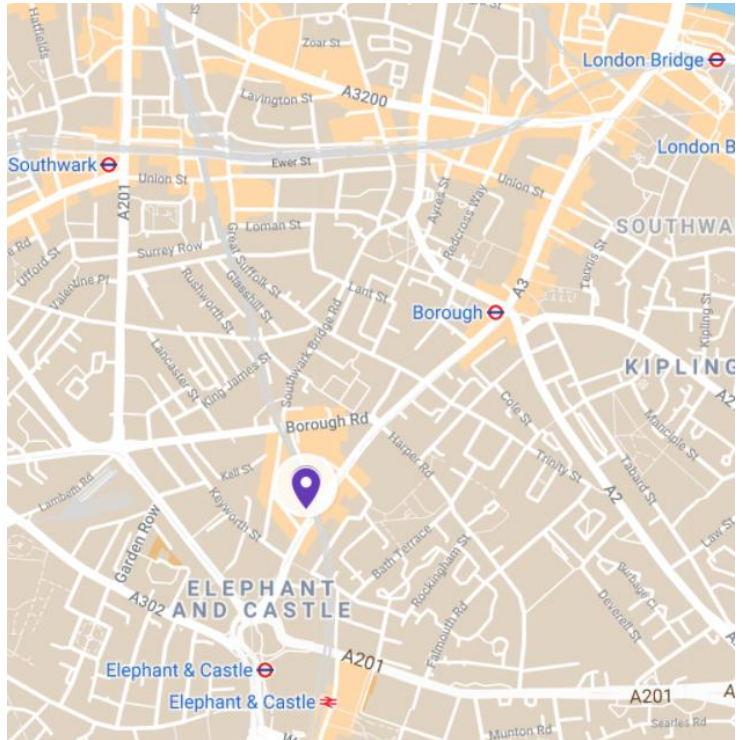 Hatfields
Zoar St
London Bridge
A3200
Lavington St
Southwark
Ewer St
London B
A201
Union St
Union St
Ayres St
Redcross Way
SOUTHWA
Loman St
Great Suffolk St
Surrey Row
e Rd
Ufford St
Valentine Pl
Rushworth St
Glasshill St
Lant St
Tennis St
A3
Borough
Kipling St
Southwark Bridge Rd
Lancaster St
King James St
KIPLING
A2
Borough Rd
Cole St
Harper Rd
Trinity St
Manciple St
Tabard St
Kell St
Lambeth Rd
Keyworth St
A2
Garden Row
Law St
Bath Terrace
Rockingham St
Burbage Cl
Deverell St
ELEPHANT
AND CASTLE
A302
Falmouth Rd
A201
Elephant & Castle
Elephant & Castle
A201
A
Searles Rd
Munton Rd